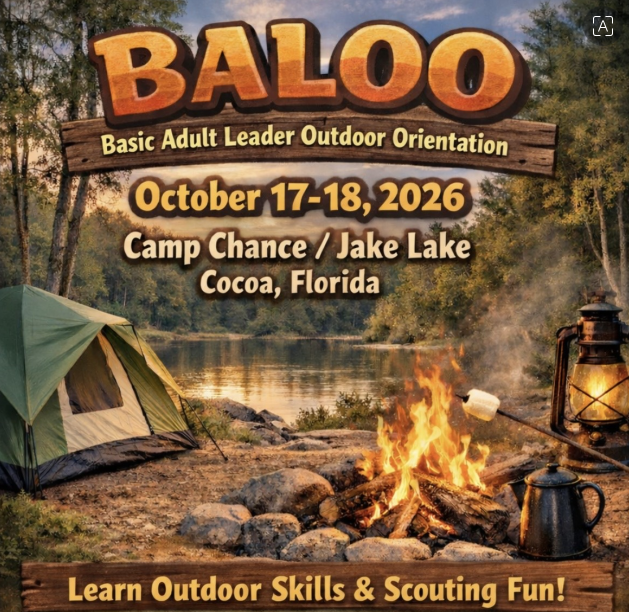 BALOO
Basic Adult Leader Outdoor Orientation
October 17-18, 2026
Camp Chance / Jake Lake
Cocoa, Florida
Learn Outdoor Skills & Scouting Fun!
A